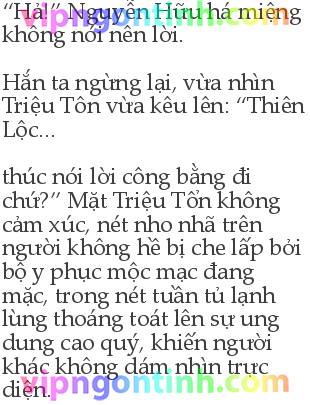 “Hả!” Nguyễn Hữu há miệng
không nói nên lời.
Hắn ta ngừng lại, vừa nhìn
Triệu Tôn vừa kêu lên: “Thiên
Lộc...
thúc nói lời công bằng đi
chứ?” Mặt Triệu Tổn không
cảm xúc, nét nho nhã trên
người không hề bị che lấp bởi
bộ y phục mộc mạc đang
mặc, trong nét tuấn tú lạnh
lùng thoáng toát lên sự ung
dung cao quý, khiến người
khác không dám nhìn trực
diện.
vipngontinh.com
vipngontinh.com